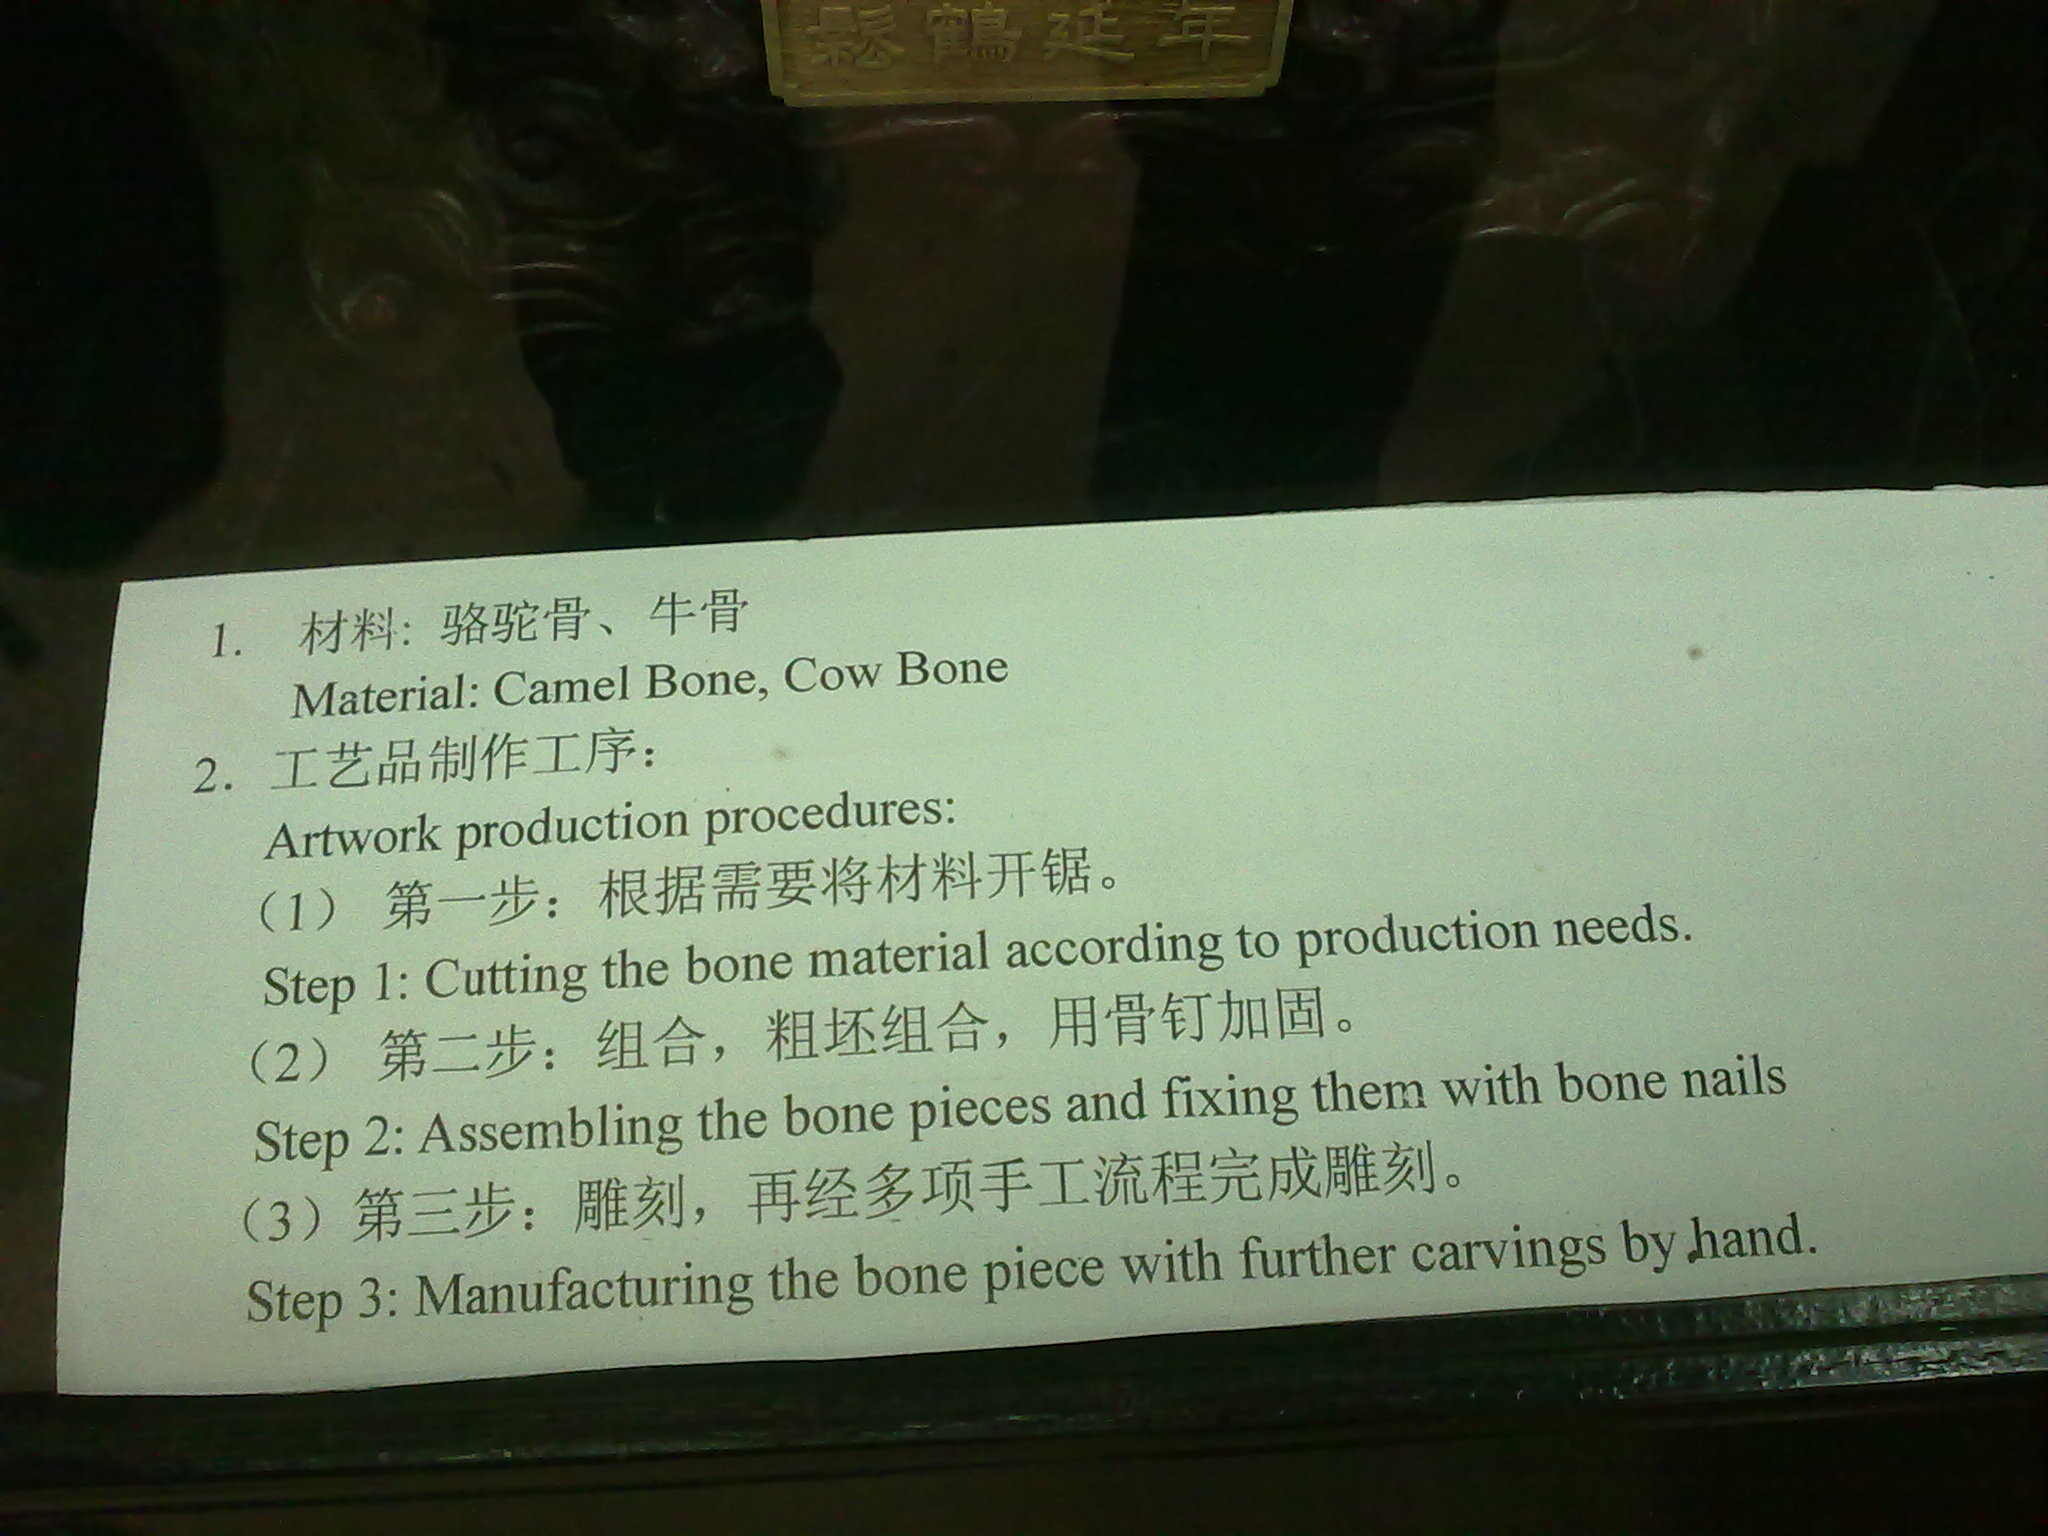 鬆鶴延年
1. 材料: 骆驼骨、牛骨
Material: Camel Bone, Cow Bone
2. 工艺品制作工序：
Artwork production procedures:
（1） 第一步：根据需要将材料开锯。
Step 1: Cutting the bone material according to production needs.
（2） 第二步：组合，粗坯组合，用骨钉加固。
Step 2: Assembling the bone pieces and fixing them with bone nails
（3）第三步：雕刻，再经多项手工流程完成雕刻。
Step 3: Manufacturing the bone piece with further carvings by hand.